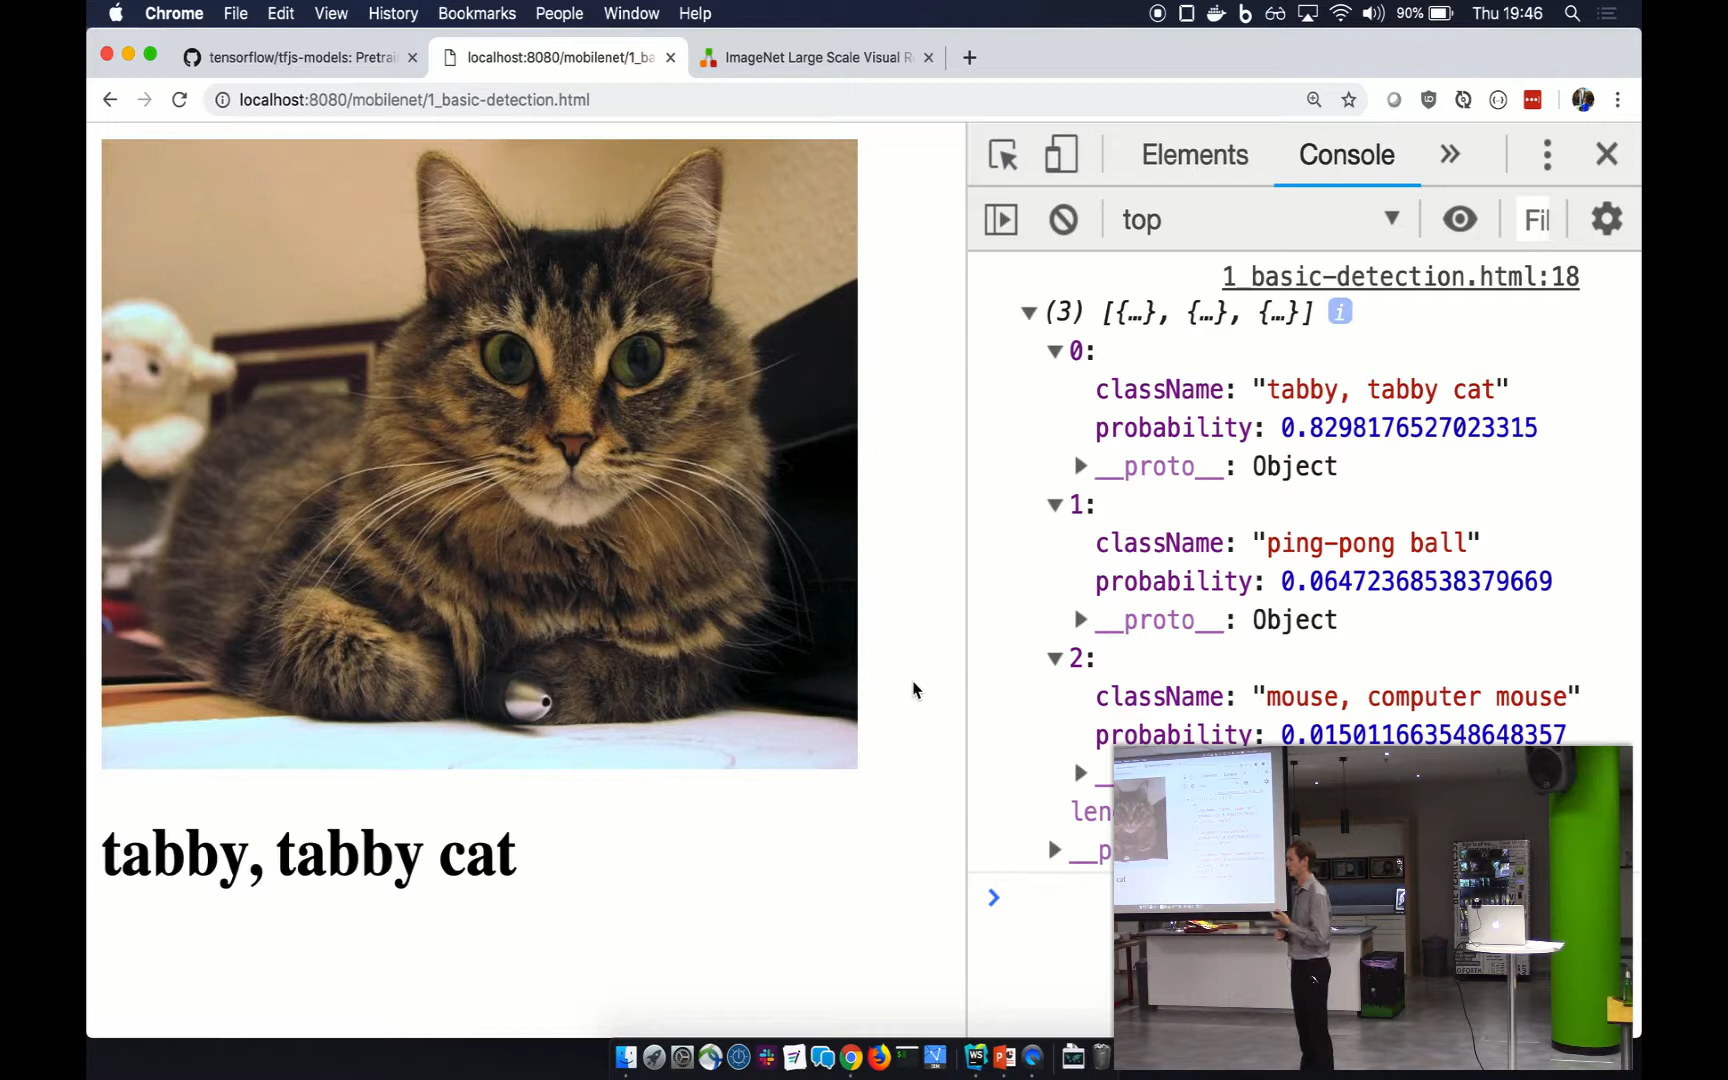 Chrome File Edit View History Bookmarks People Window Help 90% Thu 19:46
tensorflow/tfjs-models: Pretrai localhost:8080/mobilenet/1_ba ImageNet Large Scale Visual R
localhost:8080/mobilenet/1_basic-detection.html
Elements Console
top Fil
1_basic-detection.html:18
(3) [{…}, {…}, {…}] i
0:
className: "tabby, tabby cat"
probability: 0.8298176527023315
__proto__: Object
1:
className: "ping-pong ball"
probability: 0.06472368538379669
__proto__: Object
2:
className: "mouse, computer mouse"
probability: 0.015011663548648357
len
__p
tabby, tabby cat